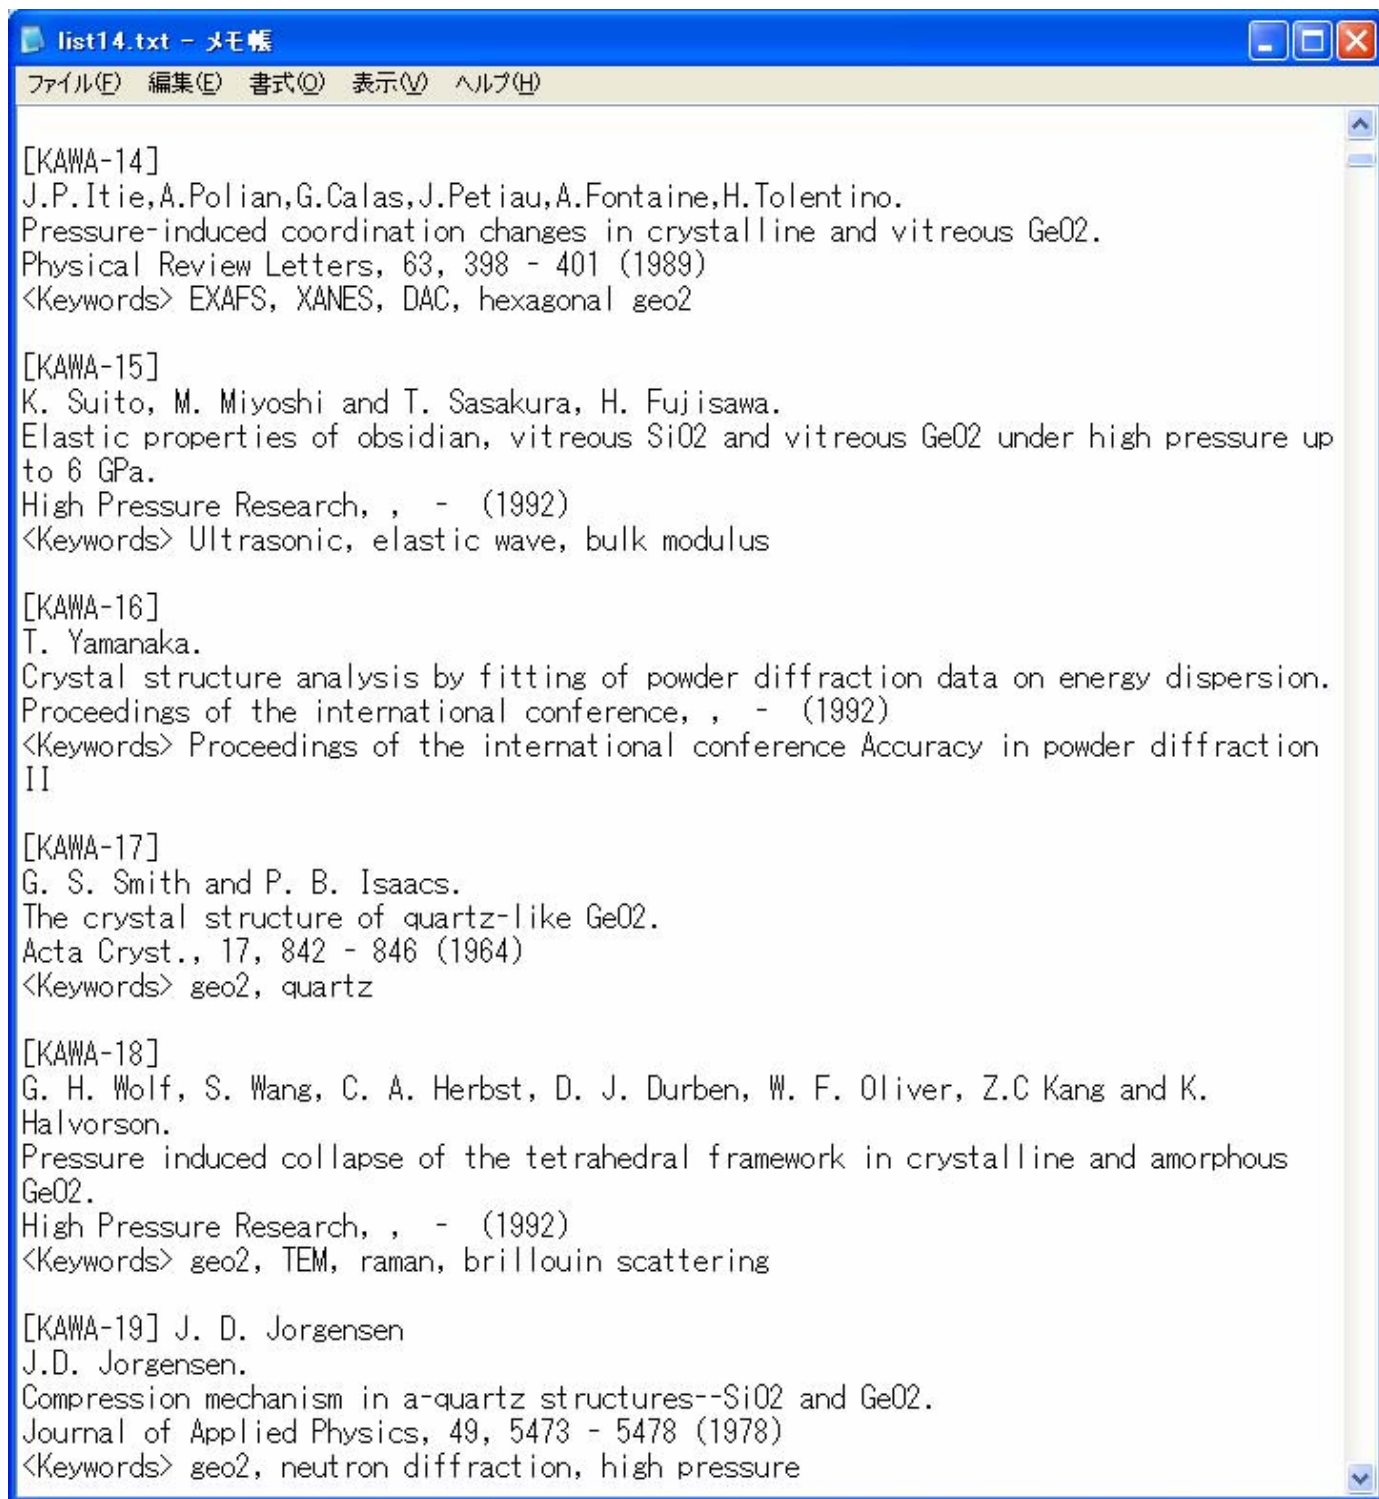 list14.txt - メモ帳
ファイル(F) 編集(E) 書式(O) 表示(V) ヘルプ(H)
[KAWA-14]
J.P.Itie,A.Polian,G.Calas,J.Petiau,A.Fontaine,H.Tolentino.
Pressure-induced coordination changes in crystalline and vitreous GeO2.
Physical Review Letters, 63, 398 - 401 (1989)
<Keywords> EXAFS, XANES, DAC, hexagonal geo2
[KAWA-15]
K. Suito, M. Miyoshi and T. Sasakura, H. Fujisawa.
Elastic properties of obsidian, vitreous SiO2 and vitreous GeO2 under high pressure up
to 6 GPa.
High Pressure Research, , - (1992)
<Keywords> Ultrasonic, elastic wave, bulk modulus
[KAWA-16]
T. Yamanaka.
Crystal structure analysis by fitting of powder diffraction data on energy dispersion.
Proceedings of the international conference, , - (1992)
<Keywords> Proceedings of the international conference Accuracy in powder diffraction
II
[KAWA-17]
G. S. Smith and P. B. Isaacs.
The crystal structure of quartz-like GeO2.
Acta Cryst., 17, 842 - 846 (1964)
<Keywords> geo2, quartz
[KAWA-18]
G. H. Wolf, S. Wang, C. A. Herbst, D. J. Durben, W. F. Oliver, Z.C Kang and K.
Halvorson.
Pressure induced collapse of the tetrahedral framework in crystalline and amorphous
GeO2.
High Pressure Research, , - (1992)
<Keywords> geo2, TEM, raman, brillouin scattering
[KAWA-19] J. D. Jorgensen
J.D. Jorgensen.
Compression mechanism in a-quartz structures--SiO2 and GeO2.
Journal of Applied Physics, 49, 5473 - 5478 (1978)
<Keywords> geo2, neutron diffraction, high pressure